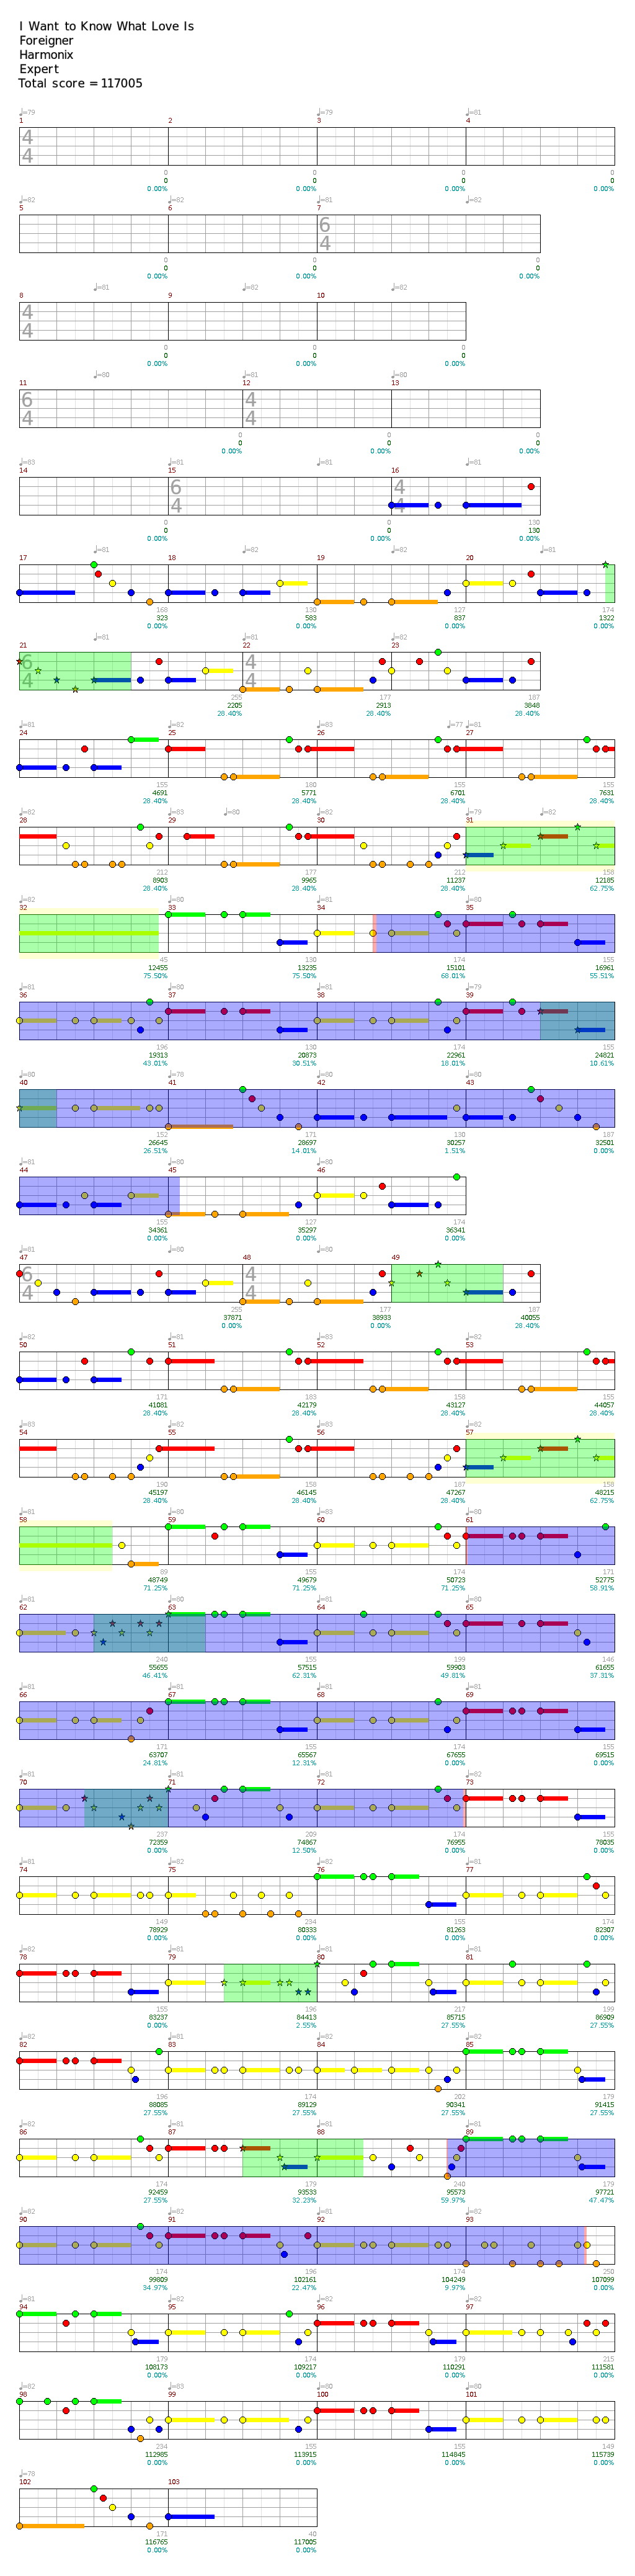 I Want to Know What Love Is
Foreigner
Harmonix
Expert
Total score = 117005
♩=79 ♩=79 ♩=81
1 2 3 4
4
4
0 0 0 0
0 0 0 0
0.00% 0.00% 0.00% 0.00%
♩=82 ♩=82 ♩=81 ♩=82
5 6 7
6
4
0 0 0
0 0 0
0.00% 0.00% 0.00%
♩=81 ♩=82 ♩=82
8 9 10
4
4
0 0 0
0 0 0
0.00% 0.00% 0.00%
♩=80 ♩=81 ♩=80
11 12 13
6 4
4 4
0 0 0
0 0 0
0.00% 0.00% 0.00%
♩=83 ♩=81 ♩=81 ♩=81
14 15 16
6 4
4 4
0 0 130
0 0 130
0.00% 0.00% 0.00%
♩=81 ♩=82 ♩=82 ♩=81
17 18 19 20
168 130 127 174
323 583 837 1322
0.00% 0.00% 0.00% 28.40%
♩=81 ♩=82
21 22 23
6 4
4 4
255 177 187
2205 2913 3848
28.40% 28.40% 28.40%
♩=81 ♩=82 ♩=81 ♩=77 ♩=81
24 25 26 27
155 180 155 155
4691 5771 6701 7631
28.40% 28.40% 28.40% 28.40%
♩=82 ♩=83 ♩=80 ♩=82 ♩=79 ♩=82
28 29 30 31
212 177 212 158
8903 9965 11237 12185
28.40% 28.40% 28.40% 62.75%
♩=82 ♩=81 ♩=80
32 33 34 35
45 130 174 155
12455 13235 15101 16961
75.50% 75.50% 68.01% 55.51%
♩=81 ♩=80 ♩=81 ♩=79
36 37 38 39
196 130 174 155
19313 20873 22961 24821
43.01% 30.51% 18.01% 10.61%
♩=80 ♩=78 ♩=80
40 41 42 43
152 171 130 187
26645 28697 30257 32501
26.51% 14.01% 1.51% 0.00%
♩=81 ♩=80 ♩=80
44 45 46
155 127 174
34361 35297 36341
0.00% 0.00% 0.00%
♩=81 ♩=80 ♩=80
47 48 49
6 4
4 4
255 177 187
37871 38933 40055
0.00% 0.00% 28.40%
♩=82 ♩=81 ♩=82 ♩=82
50 51 52 53
171 183 158 155
41081 42179 43127 44057
28.40% 28.40% 28.40% 28.40%
♩=83 ♩=82 ♩=81 ♩=82
54 55 56 57
190 158 187 158
45197 46145 47267 48215
28.40% 28.40% 28.40% 62.75%
♩=81 ♩=80 ♩=81 ♩=80
58 59 60 61
89 155 174 171
48749 49679 50723 52775
71.25% 71.25% 71.25% 58.91%
♩=82 ♩=80 ♩=81 ♩=80
62 63 64 65
240 155 199 146
55655 57515 59903 61655
46.41% 62.31% 49.81% 37.31%
♩=81 ♩=81 ♩=82 ♩=81
66 67 68 69
171 155 174 155
63707 65567 67655 69515
24.81% 12.31% 0.00% 0.00%
♩=81 ♩=81 ♩=82
70 71 72 73
237 209 174 155
72359 74867 76955 78035
0.00% 12.50% 0.00% 0.00%
♩=81 ♩=82 ♩=82
74 75 76 77
149 234 155 174
78929 80333 81263 82307
0.00% 0.00% 0.00% 0.00%
♩=82 ♩=81
78 79 80 81
155 196 217 199
83237 84413 85715 86909
0.00% 2.55% 27.55% 27.55%
♩=82 ♩=82 ♩=82
82 83 84 85
196 174 202 179
88085 89129 90341 91415
27.55% 27.55% 27.55% 27.55%
♩=82
86 87 88 89
174 179 240 179
92459 93533 95573 97721
27.55% 32.23% 59.97% 47.47%
90 91 92 93
174 191 174 250
99809 102161 104249 107099
34.97% 22.47% 9.97% 0.00%
94 95 96 97
179 174 179 215
108173 109217 110291 111581
0.00% 0.00% 0.00% 0.00%
♩=82 ♩=83 ♩=80
98 99 100 101
234 155 155 149
112985 113915 114845 115739
0.00% 0.00% 0.00% 0.00%
♩=78
102 103
171 40
116765 117005
0.00% 0.00%